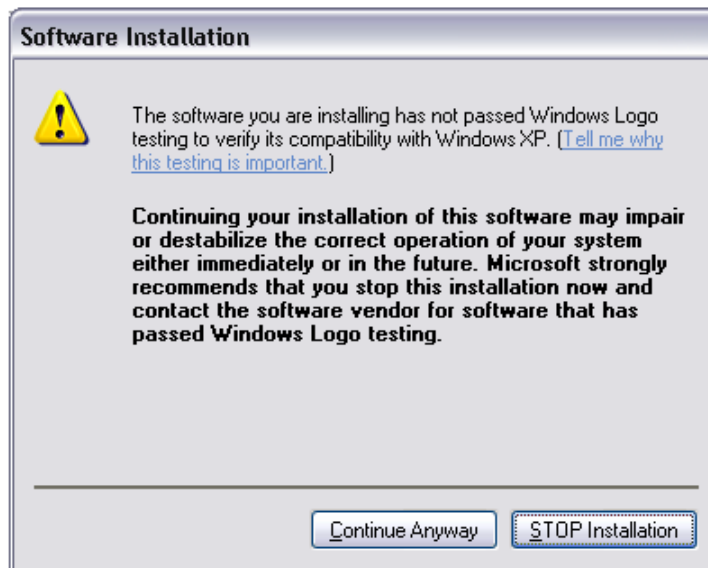 Software Installation
The software you are installing has not passed Windows Logo
testing to verify its compatibility with Windows XP. (Tell me why
this testing is important.)
Continuing your installation of this software may impair
or destabilize the correct operation of your system
either immediately or in the future. Microsoft strongly
recommends that you stop this installation now and
contact the software vendor for software that has
passed Windows Logo testing.
Continue Anyway
STOP Installation